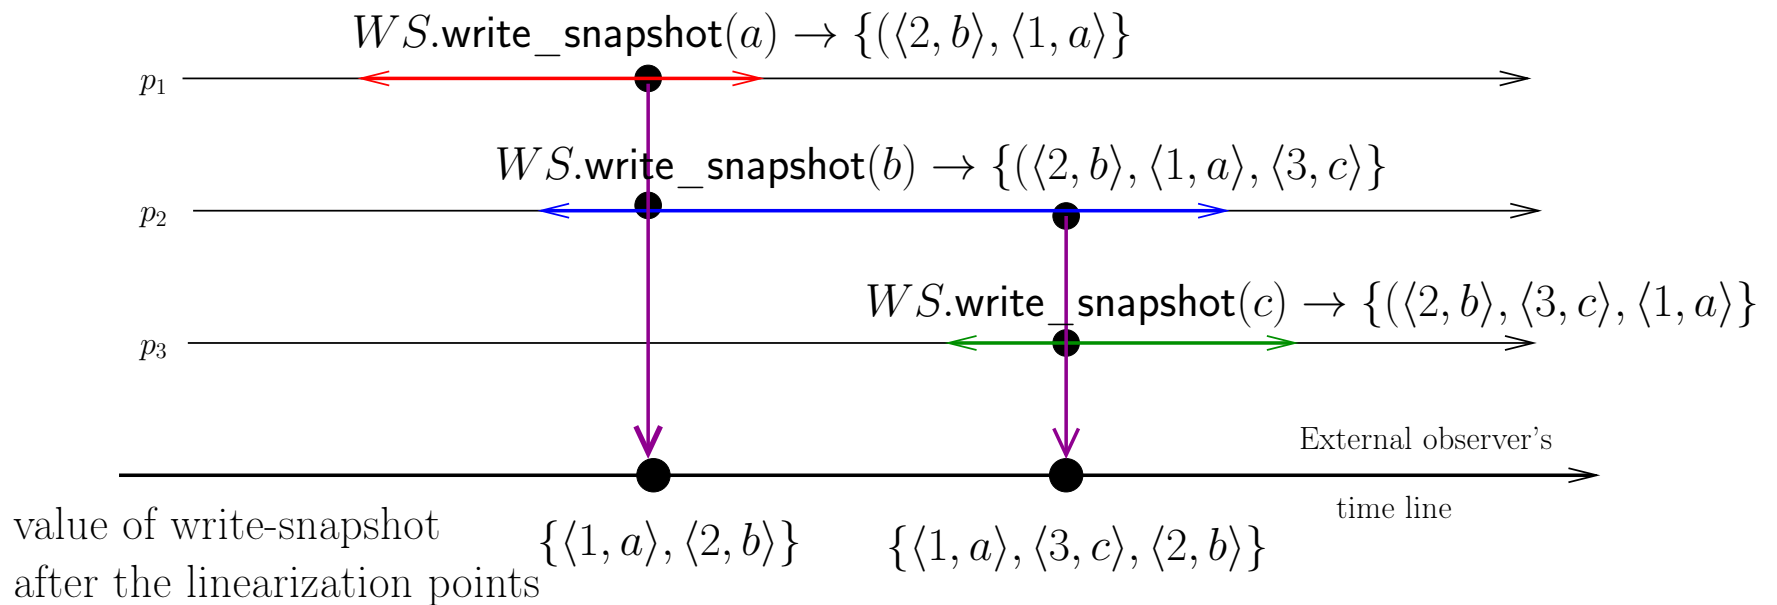 WS.write_snapshot(a) → {(⟨2, b⟩, ⟨1, a⟩}
p1
WS.write_snapshot(b) → {(⟨2, b⟩, ⟨1, a⟩, ⟨3, c⟩}
p2
WS.write_snapshot(c) → {(⟨2, b⟩, ⟨3, c⟩, ⟨1, a⟩}
p3
External observer's
time line
value of write-snapshot
after the linearization points
{⟨1, a⟩, ⟨2, b⟩}
{⟨1, a⟩, ⟨3, c⟩, ⟨2, b⟩}